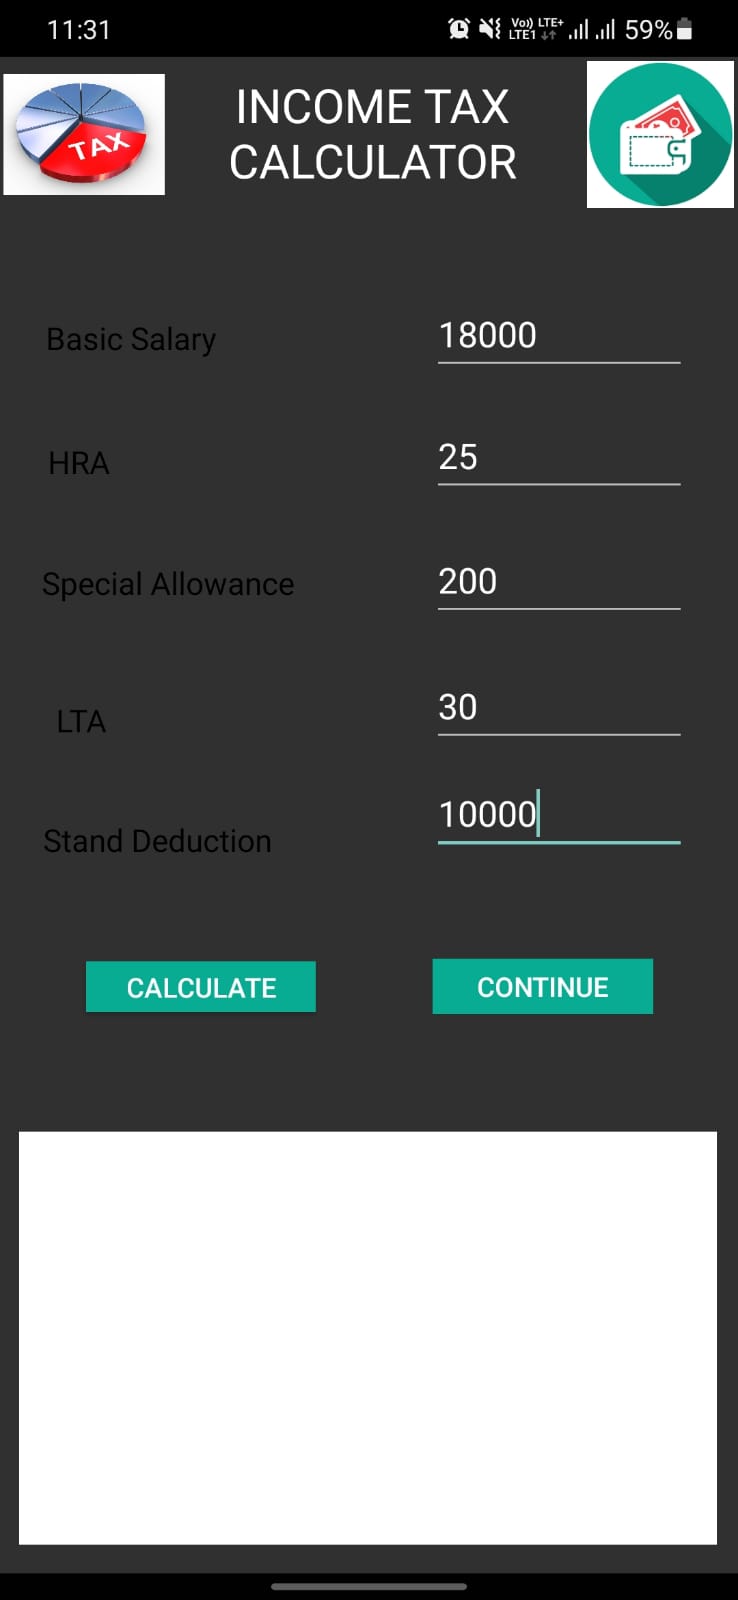 11:31 Vo)) LTE+ LTE1 59%
TAX
INCOME TAX
CALCULATOR
Basic Salary 18000
HRA 25
Special Allowance 200
LTA 30
Stand Deduction 10000
CALCULATE CONTINUE